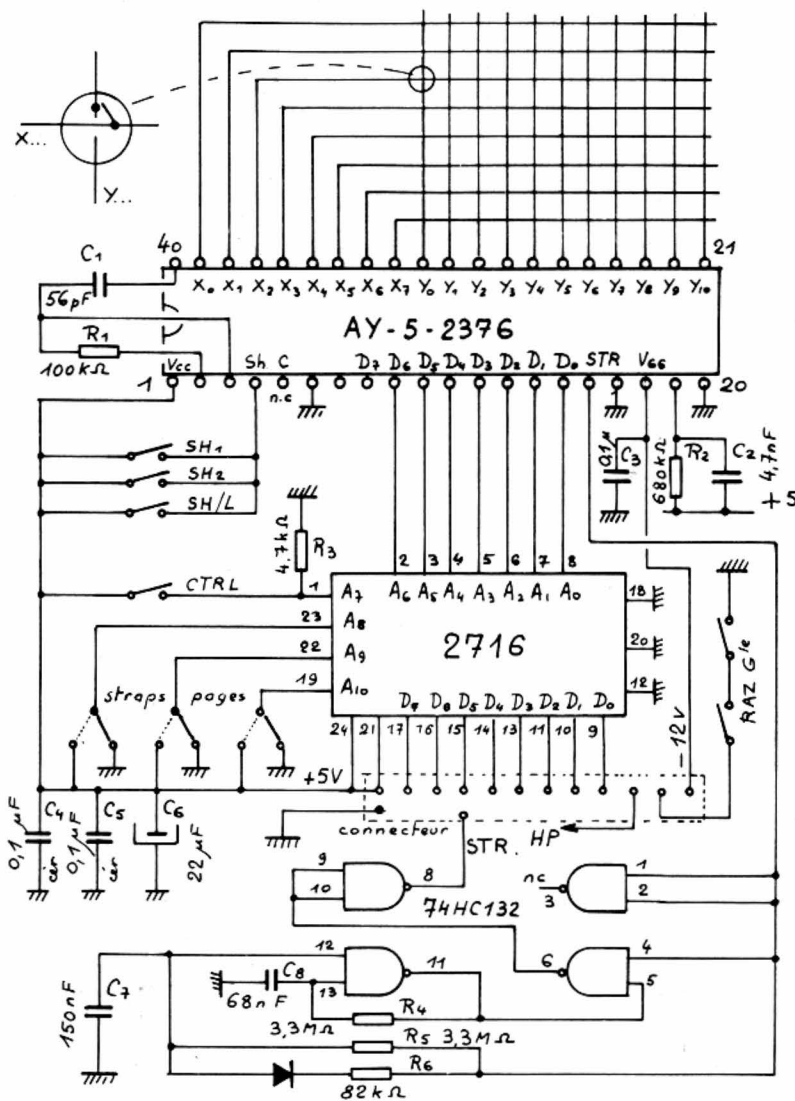 X...
Y...
40
21
C1
56pF
X0 X1 X2 X3 X4 X5 X6 X7 Y0 Y1 Y2 Y3 Y4 Y5 Y6 Y7 Y8 Y9 Y10
AY-5-2376
R1
100kΩ
Vcc Sh C D7 D6 D5 D4 D3 D2 D1 D0 STR 1 VGG
1
n.c
20
SH1
SH2
SH/L
CTRL
4,7kΩ
R3
0,1µ
C3
680kΩ
R2
C2
4,7nF
+5
2 3 4 5 6 7 8
1 A7 A6 A5 A4 A3 A2 A1 A0 18
23 A8
22 A9 2716 20
19 A10 12
D7 D6 D5 D4 D3 D2 D1 D0
straps pages
24 21 17 16 15 14 13 11 10 9
RAZ Gle
-12V
+5V
connecteur
STR.
HP
C4
0,1µF
cér
C5
0,1µF
cér
C6
22µF
9
10
8
74HC132
nc
3
1
2
12
13
11
6
4
5
C7
150nF
C8
68nF
R4
3,3MΩ
R5 3,3MΩ
R6
82kΩ